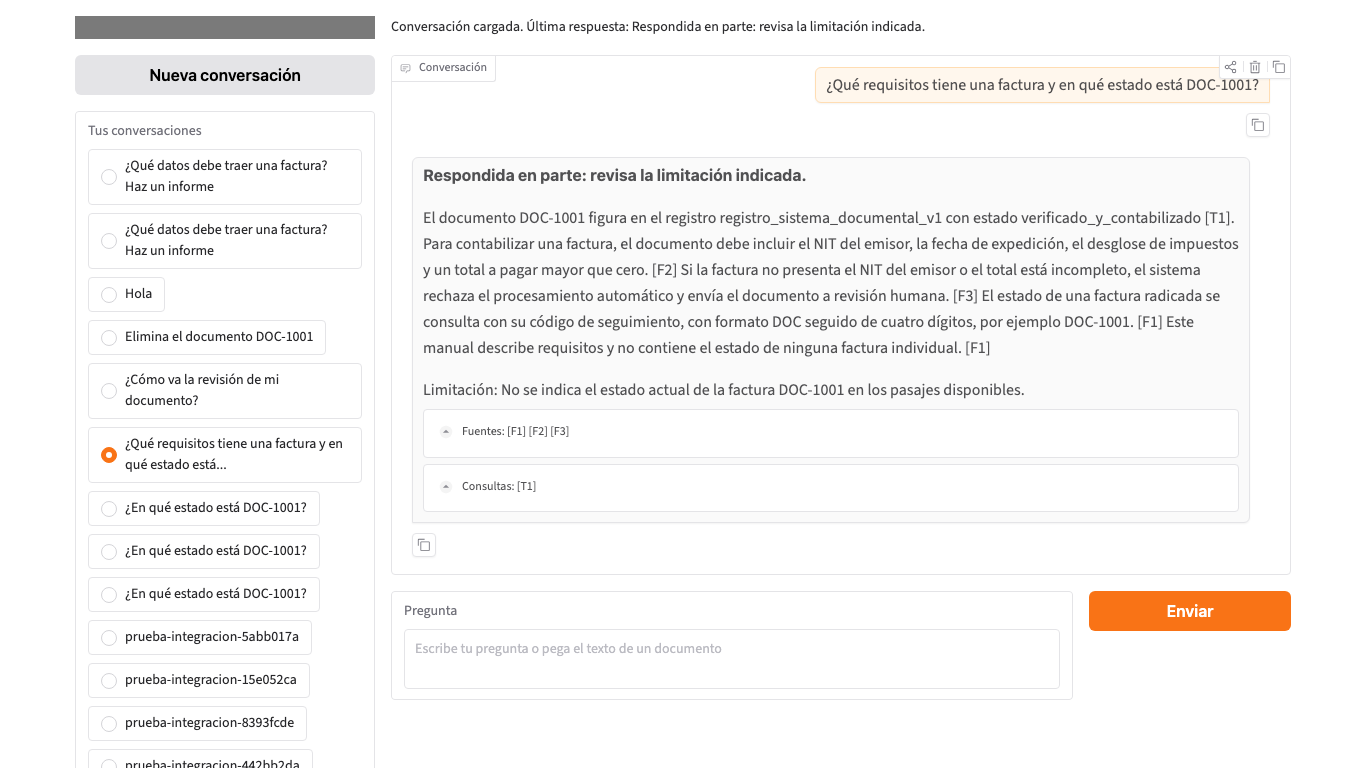 Conversación cargada. Última respuesta: Respondida en parte: revisa la limitación indicada.
Nueva conversación
Tus conversaciones
¿Qué datos debe traer una factura?
Haz un informe
¿Qué datos debe traer una factura?
Haz un informe
Hola
Elimina el documento DOC-1001
¿Cómo va la revisión de mi
documento?
¿Qué requisitos tiene una factura y en
qué estado está...
¿En qué estado está DOC-1001?
¿En qué estado está DOC-1001?
¿En qué estado está DOC-1001?
prueba-integracion-5abb017a
prueba-integracion-15e052ca
prueba-integracion-8393fcde
prueba-integracion-442bb2da
Conversación
¿Qué requisitos tiene una factura y en qué estado está DOC-1001?
Respondida en parte: revisa la limitación indicada.
El documento DOC-1001 figura en el registro registro_sistema_documental_v1 con estado verificado_y_contabilizado [T1].
Para contabilizar una factura, el documento debe incluir el NIT del emisor, la fecha de expedición, el desglose de impuestos
y un total a pagar mayor que cero. [F2] Si la factura no presenta el NIT del emisor o el total está incompleto, el sistema
rechaza el procesamiento automático y envía el documento a revisión humana. [F3] El estado de una factura radicada se
consulta con su código de seguimiento, con formato DOC seguido de cuatro dígitos, por ejemplo DOC-1001. [F1] Este
manual describe requisitos y no contiene el estado de ninguna factura individual. [F1]
Limitación: No se indica el estado actual de la factura DOC-1001 en los pasajes disponibles.
Fuentes: [F1] [F2] [F3]
Consultas: [T1]
Pregunta
Escribe tu pregunta o pega el texto de un documento
Enviar